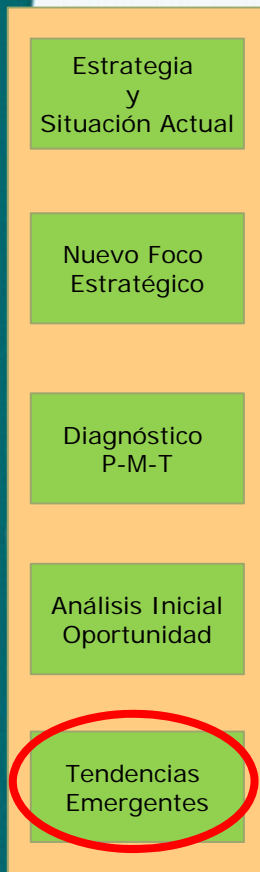 Estrategia
y
Situación Actual
Nuevo Foco
Estratégico
Diagnóstico
P-M-T
Análisis Inicial
Oportunidad
Tendencias
Emergentes